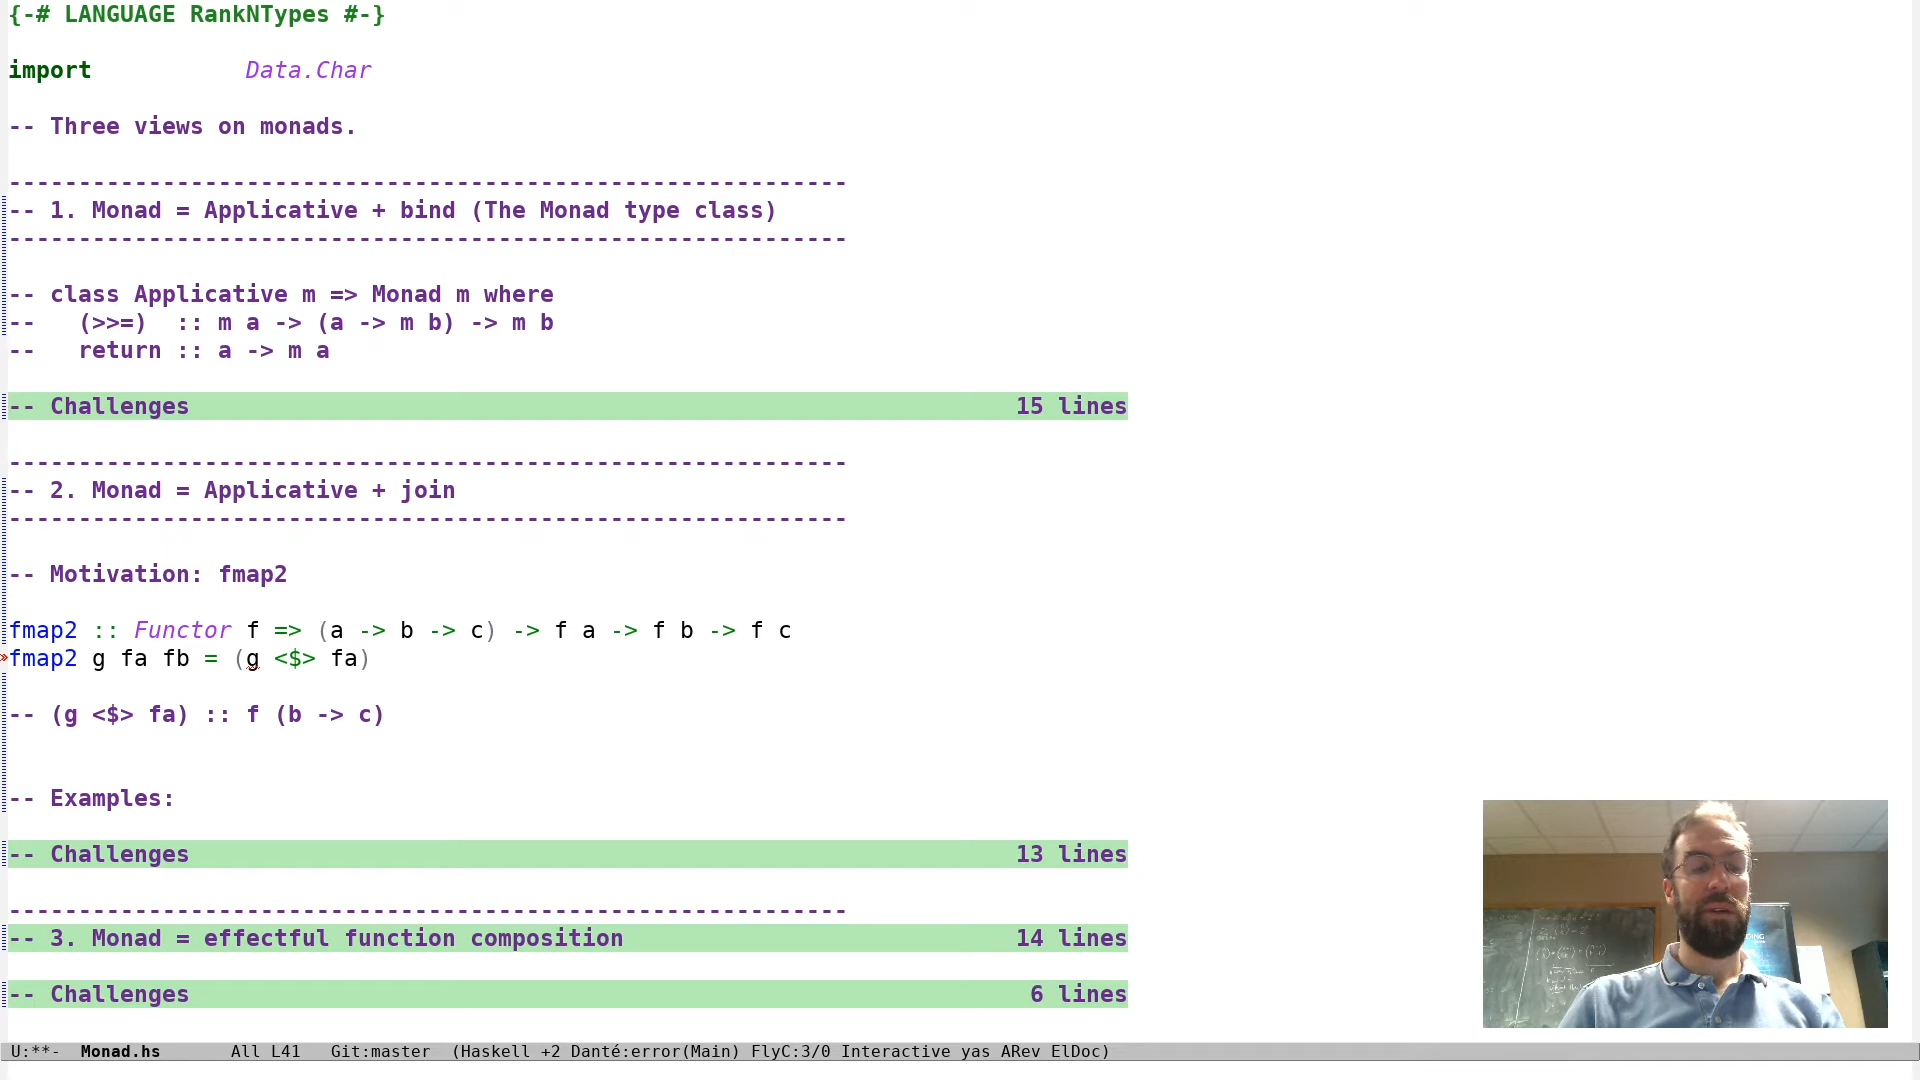 {-# LANGUAGE RankNTypes #-}
import Data.Char
-- Three views on monads.
------------------------------------------------------------
-- 1. Monad = Applicative + bind (The Monad type class)
------------------------------------------------------------
-- class Applicative m => Monad m where
--   (>>=)  :: m a -> (a -> m b) -> m b
--   return :: a -> m a
-- Challenges 15 lines
------------------------------------------------------------
-- 2. Monad = Applicative + join
------------------------------------------------------------
-- Motivation: fmap2
fmap2 :: Functor f => (a -> b -> c) -> f a -> f b -> f c
fmap2 g fa fb = (g <$> fa)
-- (g <$> fa) :: f (b -> c)
-- Examples:
-- Challenges 13 lines
------------------------------------------------------------
-- 3. Monad = effectful function composition 14 lines
-- Challenges 6 lines
U:**-  Monad.hs All L41 Git:master (Haskell +2 Danté:error(Main) FlyC:3/0 Interactive yas ARev ElDoc)